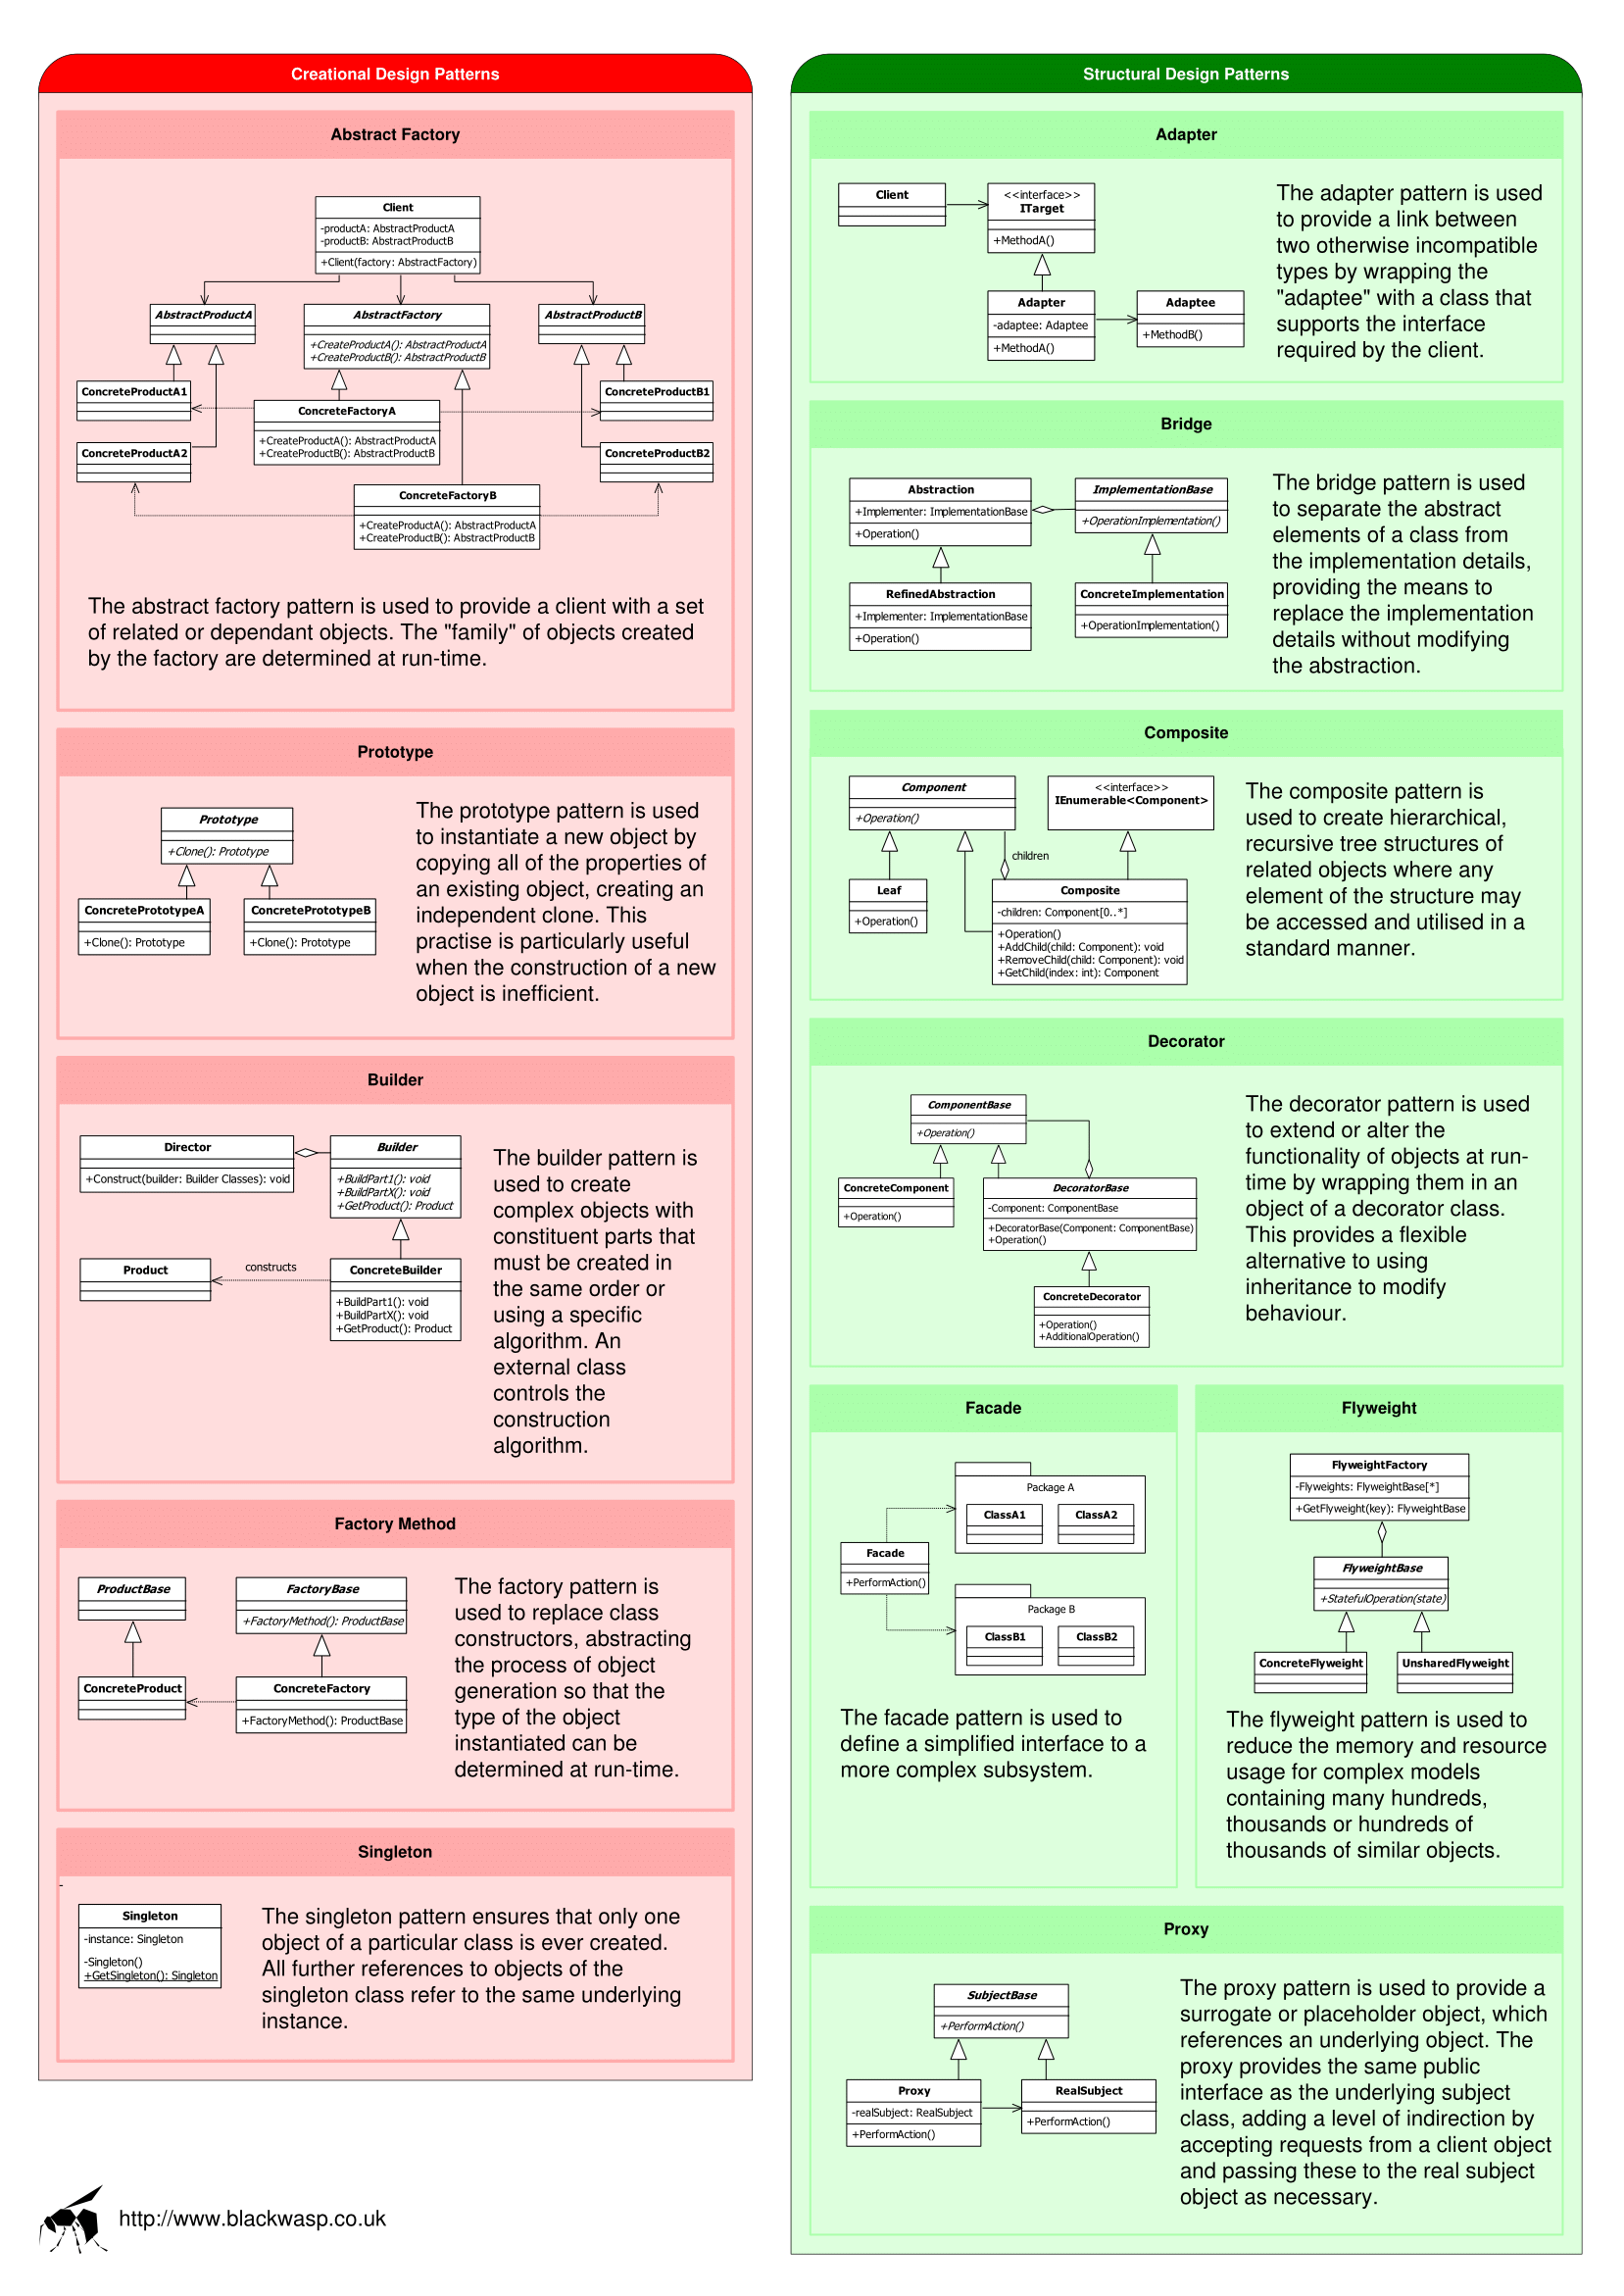 Creational Design Patterns
Abstract Factory
Client
-productA: AbstractProductA
-productB: AbstractProductB
+Client(factory: AbstractFactory)
AbstractProductA
AbstractFactory
+CreateProductA(): AbstractProductA
+CreateProductB(): AbstractProductB
AbstractProductB
ConcreteProductA1
ConcreteProductB1
ConcreteFactoryA
+CreateProductA(): AbstractProductA
+CreateProductB(): AbstractProductB
ConcreteProductA2
ConcreteProductB2
ConcreteFactoryB
+CreateProductA(): AbstractProductA
+CreateProductB(): AbstractProductB
The abstract factory pattern is used to provide a client with a set
of related or dependant objects. The "family" of objects created
by the factory are determined at run-time.
Prototype
Prototype
+Clone(): Prototype
ConcretePrototypeA
+Clone(): Prototype
ConcretePrototypeB
+Clone(): Prototype
The prototype pattern is used
to instantiate a new object by
copying all of the properties of
an existing object, creating an
independent clone. This
practise is particularly useful
when the construction of a new
object is inefficient.
Builder
Director
+Construct(builder: Builder Classes): void
Builder
+BuildPart1(): void
+BuildPartX(): void
+GetProduct(): Product
Product
constructs
ConcreteBuilder
+BuildPart1(): void
+BuildPartX(): void
+GetProduct(): Product
The builder pattern is
used to create
complex objects with
constituent parts that
must be created in
the same order or
using a specific
algorithm. An
external class
controls the
construction
algorithm.
Factory Method
ProductBase
FactoryBase
+FactoryMethod(): ProductBase
ConcreteProduct
ConcreteFactory
+FactoryMethod(): ProductBase
The factory pattern is
used to replace class
constructors, abstracting
the process of object
generation so that the
type of the object
instantiated can be
determined at run-time.
Singleton
-
Singleton
-instance: Singleton
-Singleton()
+GetSingleton(): Singleton
The singleton pattern ensures that only one
object of a particular class is ever created.
All further references to objects of the
singleton class refer to the same underlying
instance.
http://www.blackwasp.co.uk
Structural Design Patterns
Adapter
Client
<<interface>>
ITarget
+MethodA()
Adapter
-adaptee: Adaptee
+MethodA()
Adaptee
+MethodB()
The adapter pattern is used
to provide a link between
two otherwise incompatible
types by wrapping the
"adaptee" with a class that
supports the interface
required by the client.
Bridge
Abstraction
+Implementer: ImplementationBase
+Operation()
ImplementationBase
+OperationImplementation()
RefinedAbstraction
+Implementer: ImplementationBase
+Operation()
ConcreteImplementation
+OperationImplementation()
The bridge pattern is used
to separate the abstract
elements of a class from
the implementation details,
providing the means to
replace the implementation
details without modifying
the abstraction.
Composite
Component
+Operation()
<<interface>>
IEnumerable<Component>
children
Leaf
+Operation()
Composite
-children: Component[0..*]
+Operation()
+AddChild(child: Component): void
+RemoveChild(child: Component): void
+GetChild(index: int): Component
The composite pattern is
used to create hierarchical,
recursive tree structures of
related objects where any
element of the structure may
be accessed and utilised in a
standard manner.
Decorator
ComponentBase
+Operation()
ConcreteComponent
+Operation()
DecoratorBase
-Component: ComponentBase
+DecoratorBase(Component: ComponentBase)
+Operation()
ConcreteDecorator
+Operation()
+AdditionalOperation()
The decorator pattern is used
to extend or alter the
functionality of objects at run-
time by wrapping them in an
object of a decorator class.
This provides a flexible
alternative to using
inheritance to modify
behaviour.
Facade
Package A
ClassA1
ClassA2
Facade
+PerformAction()
Package B
ClassB1
ClassB2
The facade pattern is used to
define a simplified interface to a
more complex subsystem.
Flyweight
FlyweightFactory
-Flyweights: FlyweightBase[*]
+GetFlyweight(key): FlyweightBase
FlyweightBase
+StatefulOperation(state)
ConcreteFlyweight
UnsharedFlyweight
The flyweight pattern is used to
reduce the memory and resource
usage for complex models
containing many hundreds,
thousands or hundreds of
thousands of similar objects.
Proxy
SubjectBase
+PerformAction()
Proxy
-realSubject: RealSubject
+PerformAction()
RealSubject
+PerformAction()
The proxy pattern is used to provide a
surrogate or placeholder object, which
references an underlying object. The
proxy provides the same public
interface as the underlying subject
class, adding a level of indirection by
accepting requests from a client object
and passing these to the real subject
object as necessary.